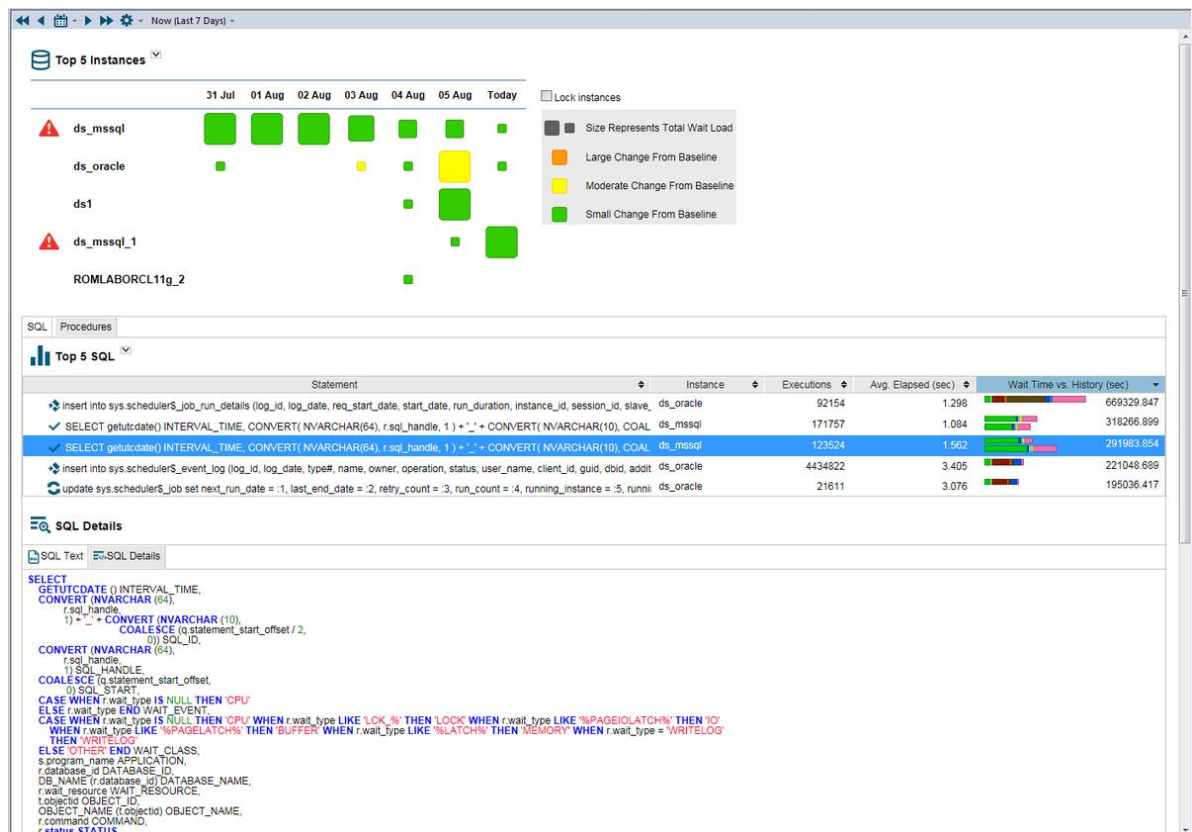 Now (Last 7 Days)
Top 5 Instances
31 Jul 01 Aug 02 Aug 03 Aug 04 Aug 05 Aug Today
Lock instances
ds_mssql
Size Represents Total Wait Load
Large Change From Baseline
ds_oracle
Moderate Change From Baseline
ds1
Small Change From Baseline
ds_mssql_1
ROMLABORCL11g_2
SQL Procedures
Top 5 SQL
Statement Instance Executions Avg. Elapsed (sec) Wait Time vs. History (sec)
insert into sys.scheduler$_job_run_details (log_id, log_date, req_start_date, start_date, run_duration, instance_id, session_id, slave_ ds_oracle 92154 1.298 669329.847
SELECT getutcdate() INTERVAL_TIME, CONVERT( NVARCHAR(64), r.sql_handle, 1 ) + '_' + CONVERT( NVARCHAR(10), COAL ds_mssql 171757 1.084 318266.899
SELECT getutcdate() INTERVAL_TIME, CONVERT( NVARCHAR(64), r.sql_handle, 1 ) + '_' + CONVERT( NVARCHAR(10), COAL ds_mssql 123524 1.562 291983.854
insert into sys.scheduler$_event_log (log_id, log_date, type#, name, owner, operation, status, user_name, client_id, guid, dbid, addit ds_oracle 4434822 3.405 221048.689
update sys.scheduler$_job set next_run_date = :1, last_end_date = :2, retry_count = :3, run_count = :4, running_instance = :5, runni ds_oracle 21611 3.076 195036.417
SQL Details
SQL Text SQL Details
SELECT
GETUTCDATE () INTERVAL_TIME,
CONVERT (NVARCHAR (64),
r.sql_handle,
1) + '_' + CONVERT (NVARCHAR (10),
COALESCE (q.statement_start_offset / 2,
0)) SQL_ID,
CONVERT (NVARCHAR (64),
r.sql_handle,
1) SQL_HANDLE,
COALESCE (q.statement_start_offset,
0) SQL_START,
CASE WHEN r.wait_type IS NULL THEN 'CPU'
ELSE r.wait_type END WAIT_EVENT,
CASE WHEN r.wait_type IS NULL THEN 'CPU' WHEN r.wait_type LIKE 'LCK_%' THEN 'LOCK' WHEN r.wait_type LIKE '%PAGEIOLATCH%' THEN 'IO'
WHEN r.wait_type LIKE '%PAGELATCH%' THEN 'BUFFER' WHEN r.wait_type LIKE '%LATCH%' THEN 'MEMORY' WHEN r.wait_type = 'WRITELOG'
THEN 'WRITELOG'
ELSE 'OTHER' END WAIT_CLASS,
s.program_name APPLICATION,
r.database_id DATABASE_ID,
DB_NAME (r.database_id) DATABASE_NAME,
r.wait_resource WAIT_RESOURCE,
t.objectid OBJECT_ID,
OBJECT_NAME (t.objectid) OBJECT_NAME,
r.command COMMAND,
r.status STATUS